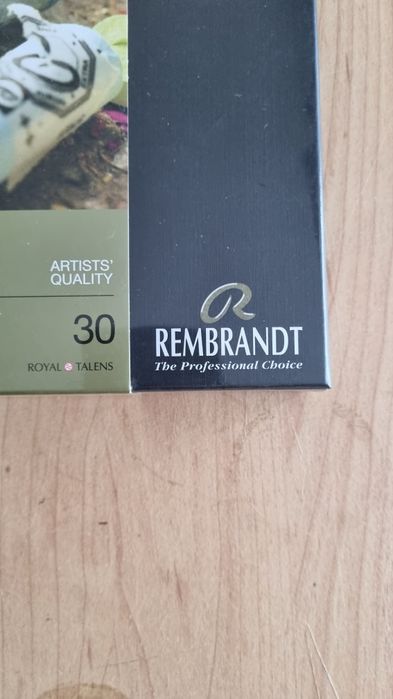 ARTISTS'
QUALITY
30
ROYAL TALENS
REMBRANDT
The Professional Choice